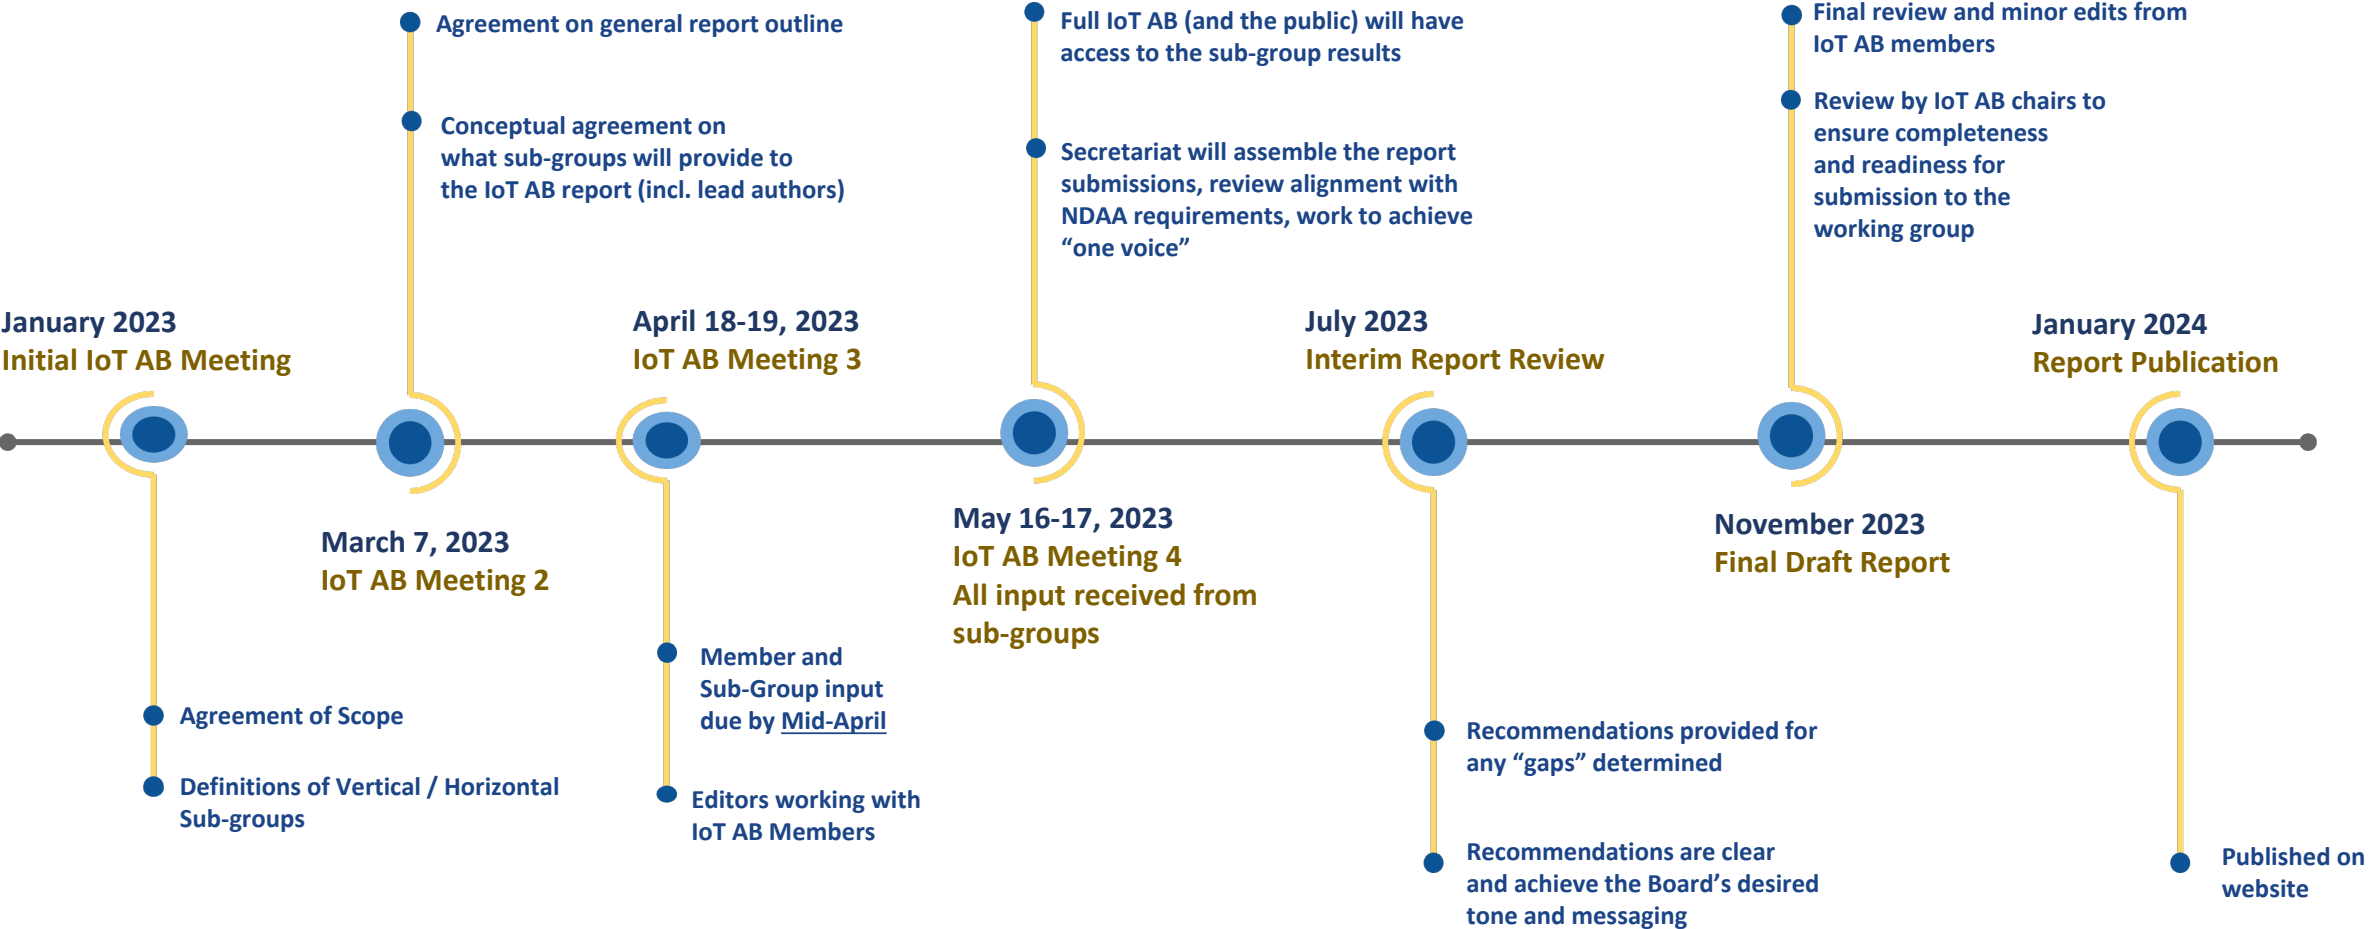 January 2023
Initial IoT AB Meeting
Agreement of Scope
Definitions of Vertical / Horizontal
Sub-groups
Agreement on general report outline
Conceptual agreement on
what sub-groups will provide to
the IoT AB report (incl. lead authors)
March 7, 2023
IoT AB Meeting 2
April 18-19, 2023
IoT AB Meeting 3
Member and
Sub-Group input
due by Mid-April
Editors working with
IoT AB Members
Full IoT AB (and the public) will have
access to the sub-group results
Secretariat will assemble the report
submissions, review alignment with
NDAA requirements, work to achieve
“one voice”
May 16-17, 2023
IoT AB Meeting 4
All input received from
sub-groups
July 2023
Interim Report Review
Recommendations provided for
any “gaps” determined
Recommendations are clear
and achieve the Board’s desired
tone and messaging
Final review and minor edits from
IoT AB members
Review by IoT AB chairs to
ensure completeness
and readiness for
submission to the
working group
November 2023
Final Draft Report
January 2024
Report Publication
Published on
website